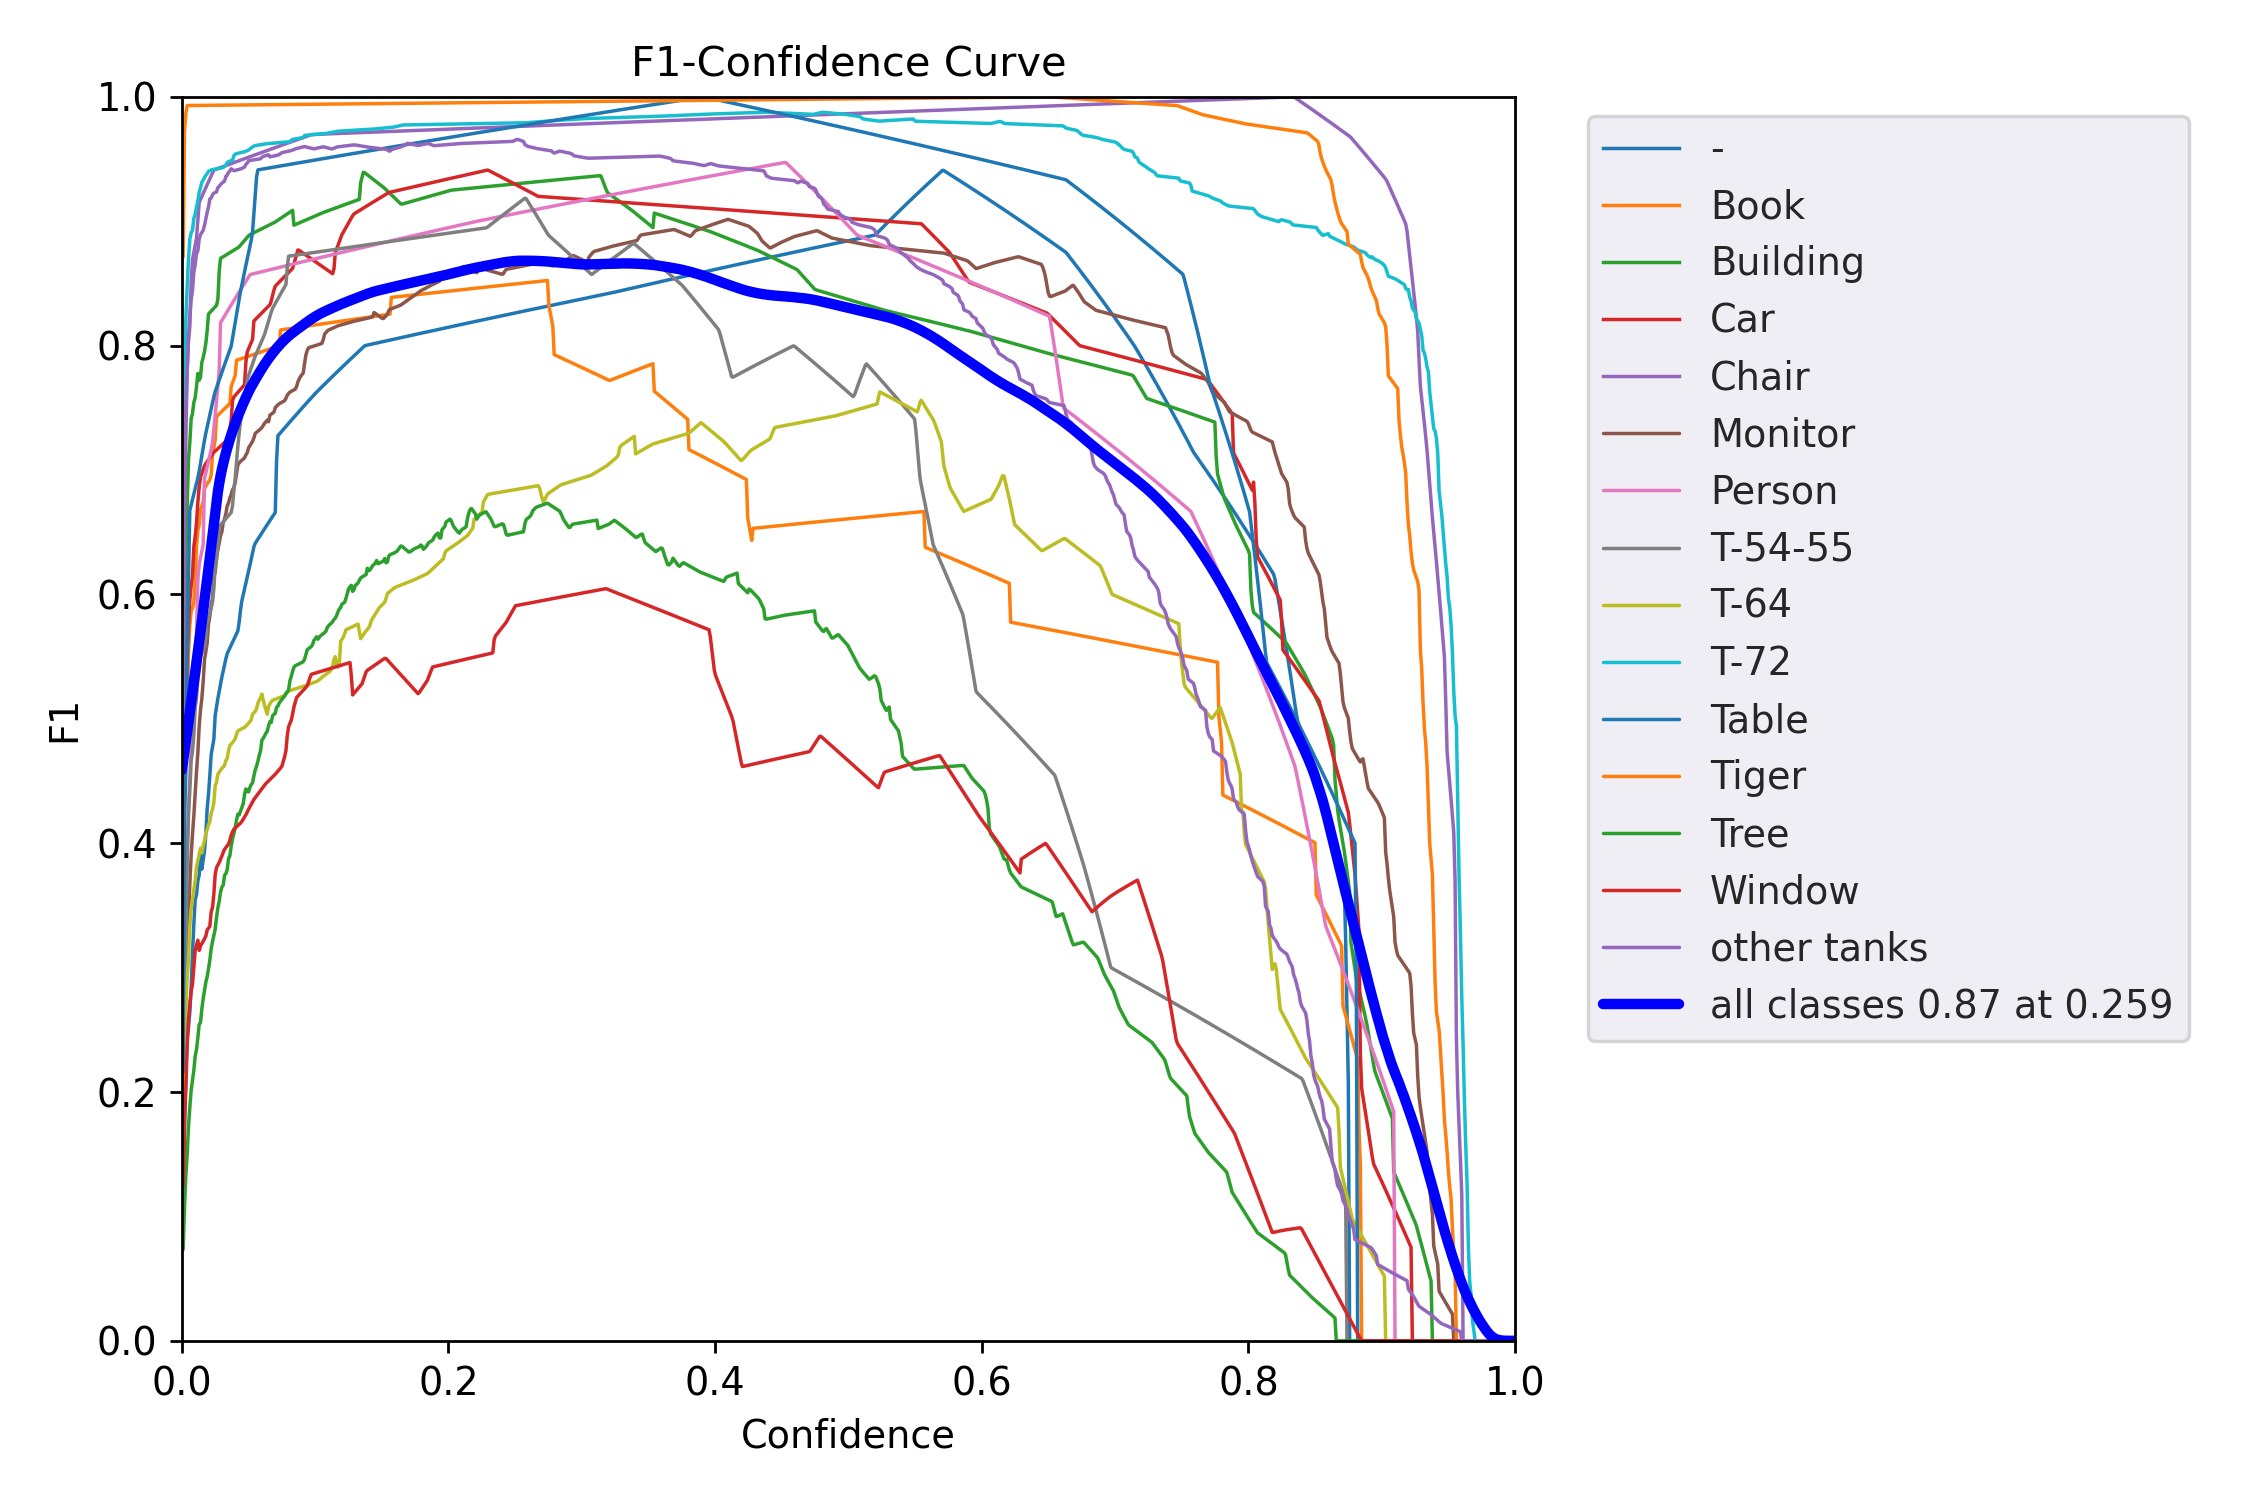 F1-Confidence Curve
1.0
0.8
0.6
0.4
0.2
0.0
F1
0.0 0.2 0.4 0.6 0.8 1.0
Confidence
-
Book
Building
Car
Chair
Monitor
Person
T-54-55
T-64
T-72
Table
Tiger
Tree
Window
other tanks
all classes 0.87 at 0.259